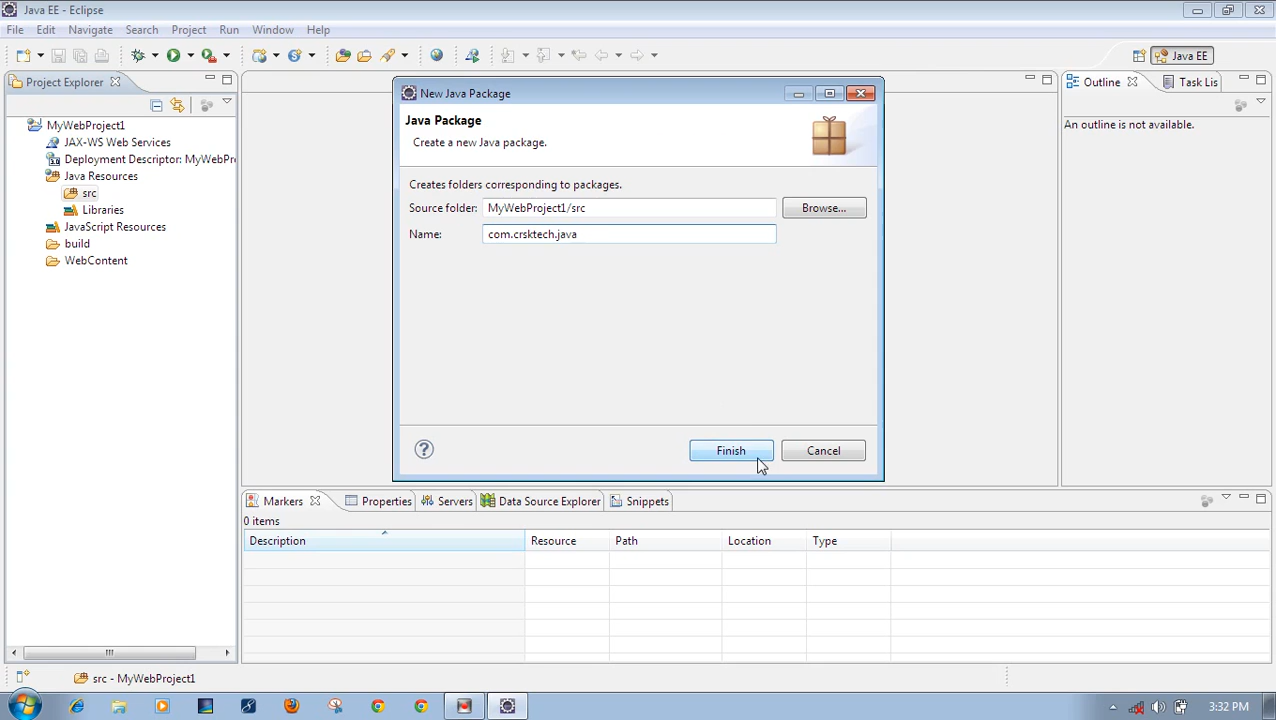 Java EE - Eclipse
File Edit Navigate Search Project Run Window Help
Java EE
Project Explorer
MyWebProject1
JAX-WS Web Services
Deployment Descriptor: MyWebPr
Java Resources
src
Libraries
JavaScript Resources
build
WebContent
New Java Package
Java Package
Create a new Java package.
Creates folders corresponding to packages.
Source folder: MyWebProject1/src Browse...
Name: com.crsktech.java
? Finish Cancel
Outline Task Lis
An outline is not available.
Markers Properties Servers Data Source Explorer Snippets
0 items
Description Resource Path Location Type
src - MyWebProject1
3:32 PM